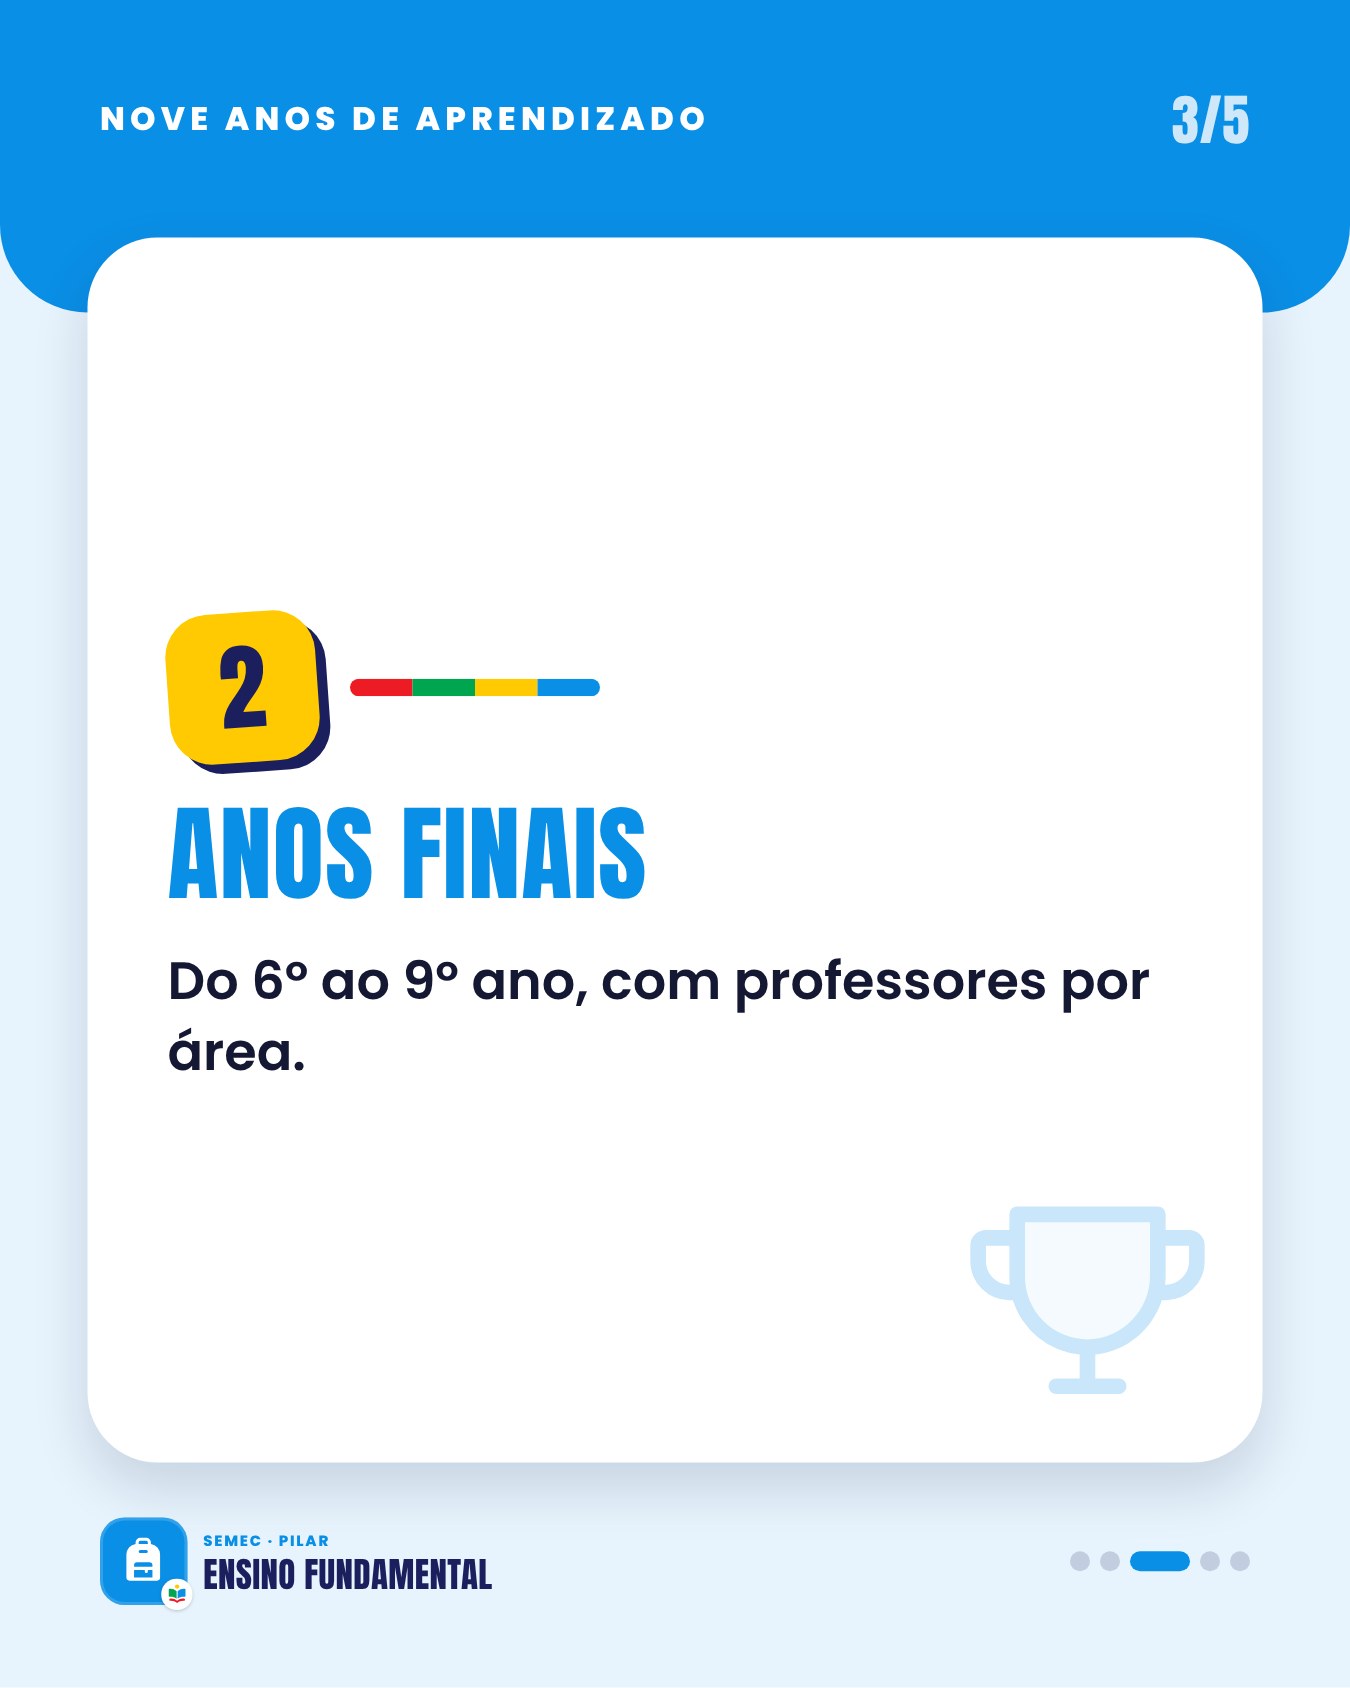 NOVE ANOS DE APRENDIZADO
3/5
2
ANOS FINAIS
Do 6º ao 9º ano, com professores por
área.
SEMEC · PILAR
ENSINO FUNDAMENTAL